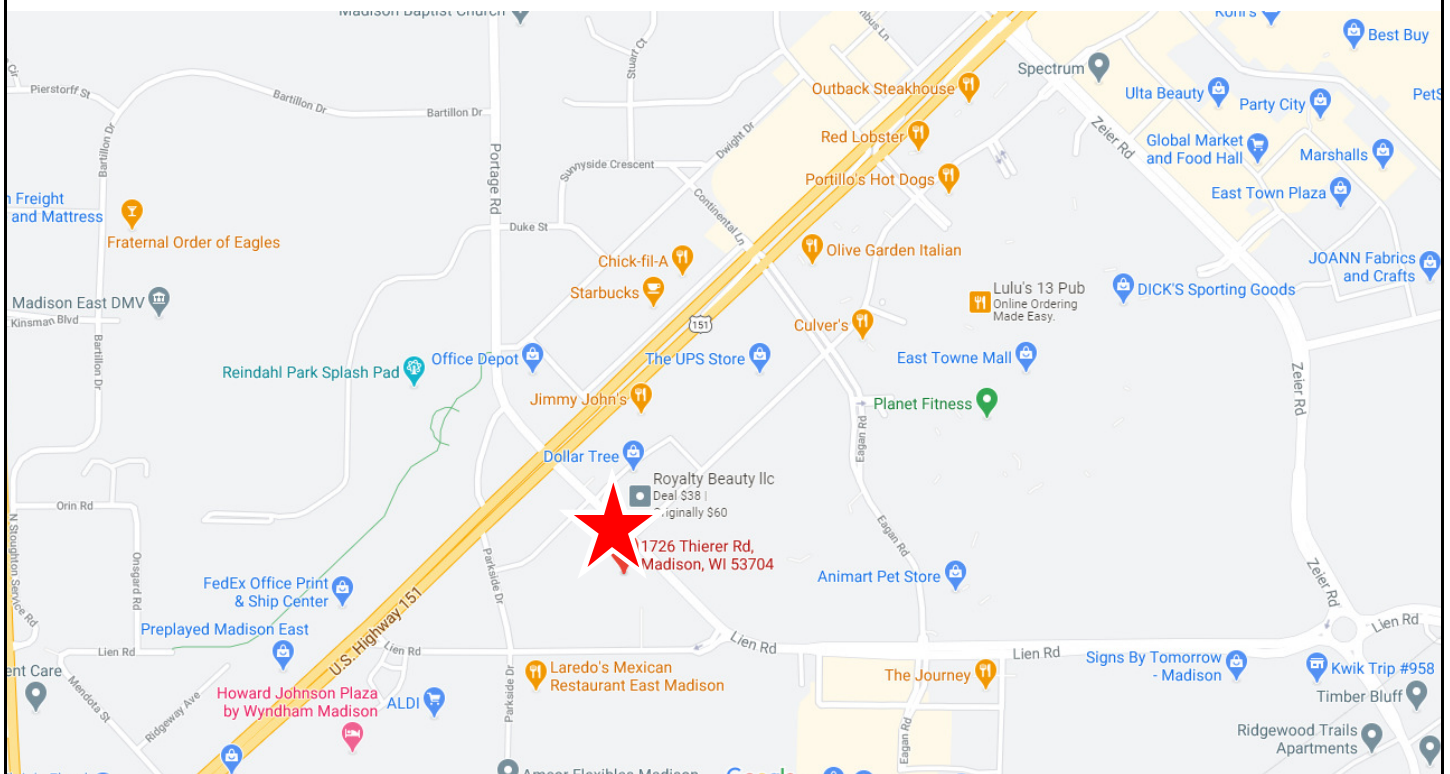 Madison Baptist Church
Kohl's
Best Buy
Spectrum
Stuart Ct
Pierstorff St
Bartillon Dr
Bartillon Dr
Outback Steakhouse
Ulta Beauty
Party City
PetS
Red Lobster
Zeier Rd
Global Market
and Food Hall
Marshalls
Bartillon Dr
Dwight Dr
Portage Rd
Sunnyside Crescent
Portillo's Hot Dogs
East Town Plaza
n Freight
and Mattress
Continental Ln
Duke St
Fraternal Order of Eagles
Chick-fil-A
Olive Garden Italian
JOANN Fabrics
and Crafts
Starbucks
Lulu's 13 Pub
Online Ordering
Made Easy.
DICK'S Sporting Goods
Madison East DMV
Kinsman Blvd
151
Culver's
Bartillon Dr
Office Depot
The UPS Store
East Towne Mall
Reindahl Park Splash Pad
Zeier Rd
Jimmy John's
Planet Fitness
Eagan Rd
Dollar Tree
Royalty Beauty llc
Deal $38 |
Originally $60
Orin Rd
N Stoughton Service Rd
Onsgard Rd
Parkside Dr
1726 Thierer Rd,
Madison, WI 53704
Eagan Rd
Animart Pet Store
Zeier Rd
FedEx Office Print
& Ship Center
U.S. Highway 151
Preplayed Madison East
Lien Rd
Lien Rd
Lien Rd
Lien Rd
Lien Rd
ent Care
Mendota St
Ridgeway Ave
Howard Johnson Plaza
by Wyndham Madison
ALDI
Parkside Dr
Laredo's Mexican
Restaurant East Madison
The Journey
Signs By Tomorrow
- Madison
Kwik Trip #958
Timber Bluff
Eagan Rd
Ridgewood Trails
Apartments
Google